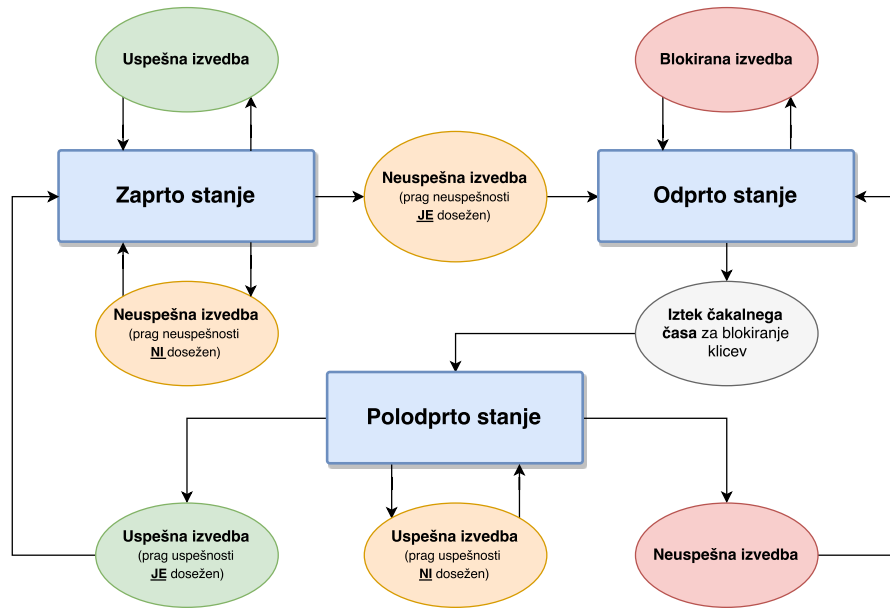 Uspešna izvedba
Blokirana izvedba
Zaprto stanje
Neuspešna izvedba
(prag neuspešnosti
JE dosežen)
Odprto stanje
Neuspešna izvedba
(prag neuspešnosti
NI dosežen)
Iztek čakalnega
časa za blokiranje
klicev
Polodprto stanje
Uspešna izvedba
(prag uspešnosti
JE dosežen)
Uspešna izvedba
(prag uspešnosti
NI dosežen)
Neuspešna izvedba